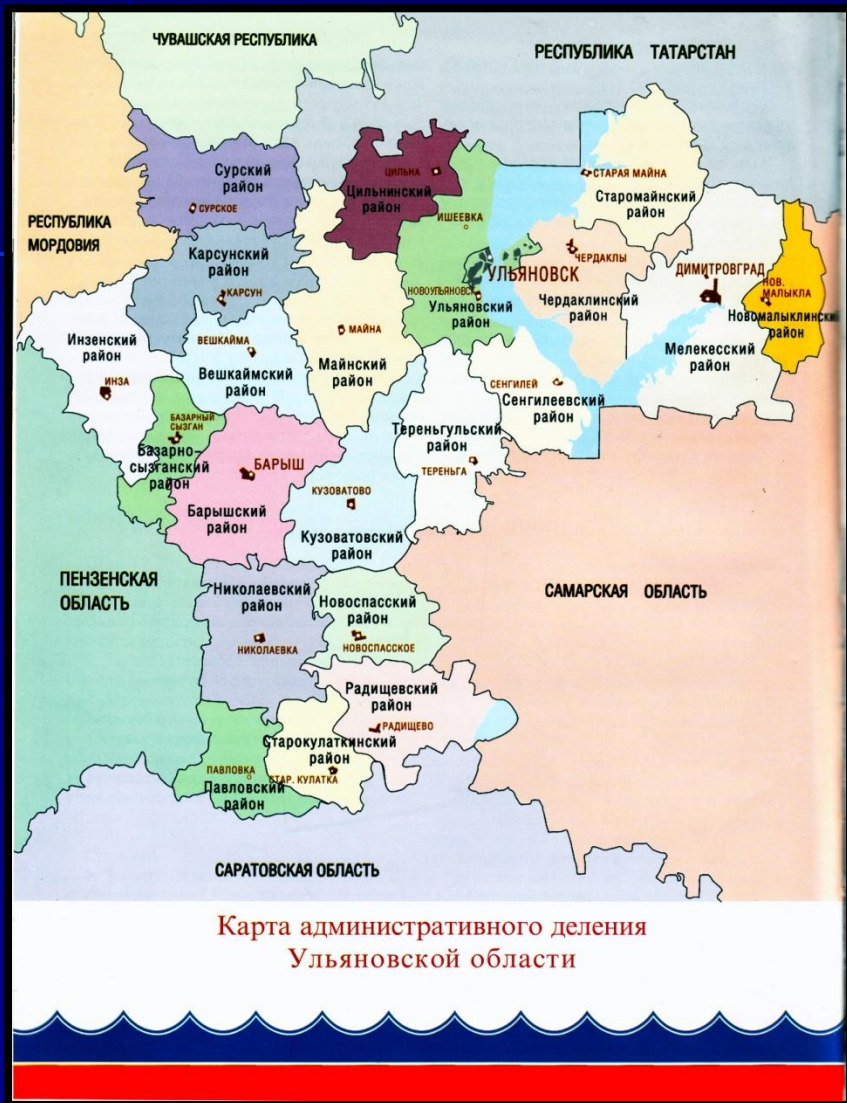 ЧУВАШСКАЯ РЕСПУБЛИКА
РЕСПУБЛИКА ТАТАРСТАН
РЕСПУБЛИКА
МОРДОВИЯ
Сурский
район
СУРСКОЕ
ЦИЛЬНА
Цильнинский
район
СТАРАЯ МАЙНА
Старомайнский
район
ИШЕЕВКА
Карсунский
район
КАРСУН
УЛЬЯНОВСК
ЧЕРДАКЛЫ
Чердаклинский
район
НОВОУЛЬЯНОВСК
Ульяновский
район
ДИМИТРОВГРАД
НОВ.
МАЛЫКЛА
Новомалыклинский
район
Мелекесский
район
Инзенский
район
ИНЗА
ВЕШКАЙМА
Вешкаймский
район
МАЙНА
Майнский
район
СЕНГИЛЕЙ
Сенгилеевский
район
БАЗАРНЫЙ
СЫЗГАН
Базарно-
сызганский
район
БАРЫШ
Барышский
район
Тереньгульский
район
ТЕРЕНЬГА
КУЗОВАТОВО
Кузоватовский
район
ПЕНЗЕНСКАЯ
ОБЛАСТЬ
САМАРСКАЯ ОБЛАСТЬ
Николаевский
район
НИКОЛАЕВКА
Новоспасский
район
НОВОСПАССКОЕ
Радищевский
район
РАДИЩЕВО
Старокулаткинский
район
СТАР. КУЛАТКА
ПАВЛОВКА
Павловский
район
САРАТОВСКАЯ ОБЛАСТЬ
Карта административного деления
Ульяновской области